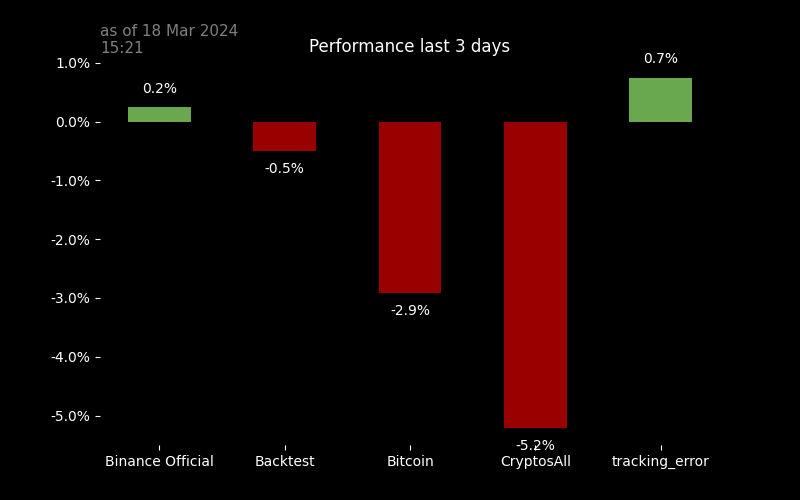 as of 18 Mar 2024
15:21
Performance last 3 days
1.0%
0.0%
-1.0%
-2.0%
-3.0%
-4.0%
-5.0%
0.2%
-0.5%
-2.9%
-5.2%
0.7%
Binance Official
Backtest
Bitcoin
CryptosAll
tracking_error